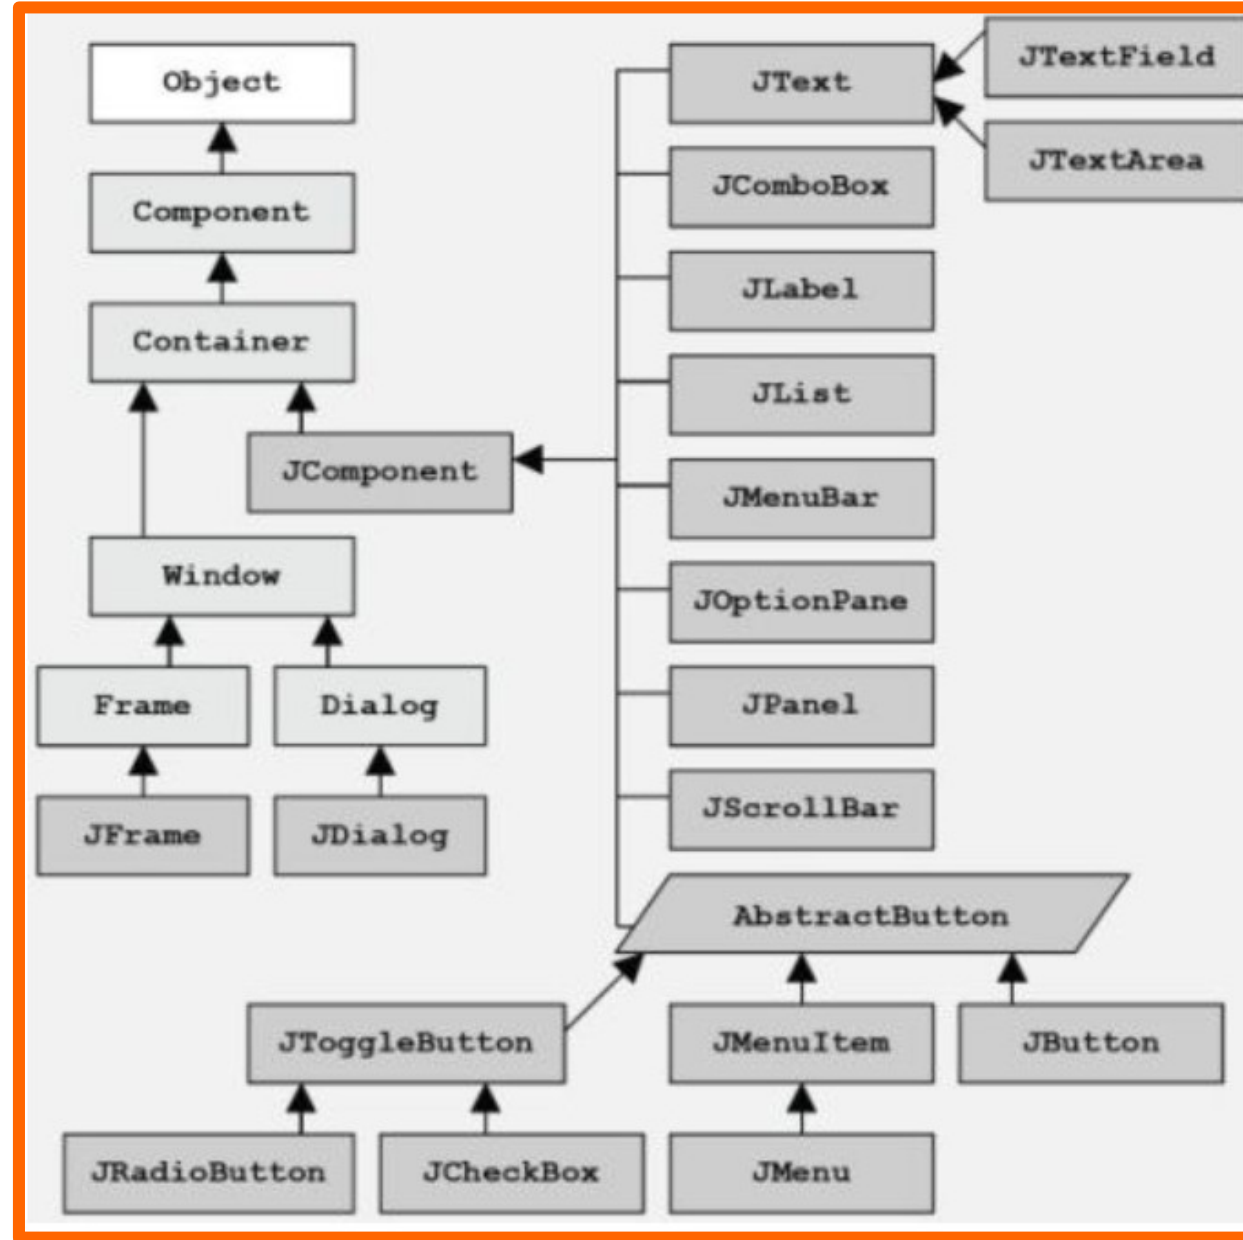 Object
Component
Container
JComponent
Window
Frame
Dialog
JFrame
JDialog
JText
JTextField
JTextArea
JComboBox
JLabel
JList
JMenuBar
JOptionPane
JPanel
JScrollBar
AbstractButton
JToggleButton
JMenuItem
JButton
JRadioButton
JCheckBox
JMenu